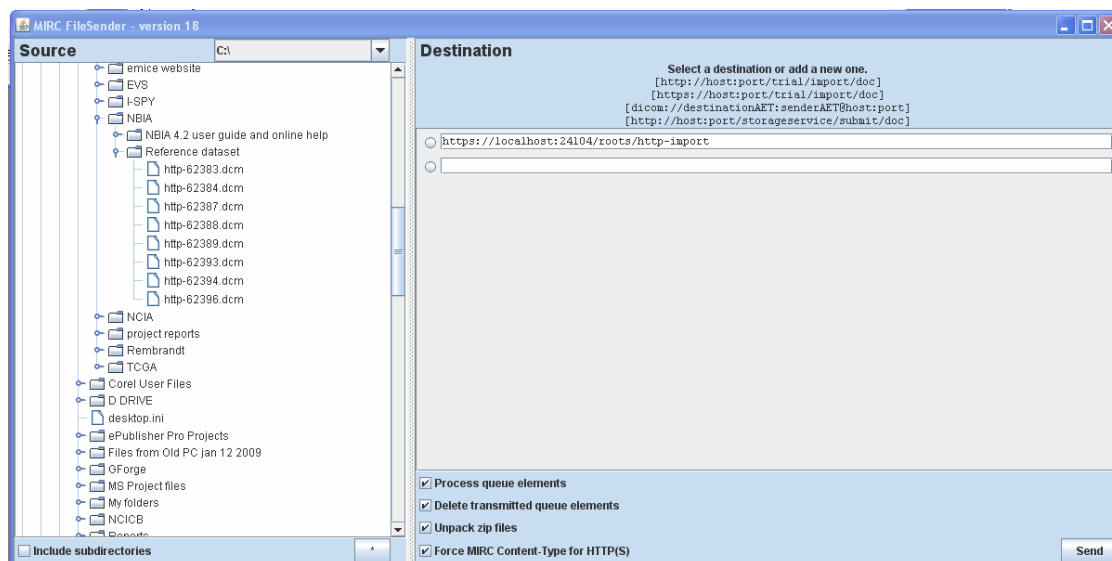 MIRC FileSender - version 18
Source
C:\
emice website
EVS
I-SPY
NBIA
NBIA 4.2 user guide and online help
Reference dataset
http-62383.dcm
http-62384.dcm
http-62387.dcm
http-62388.dcm
http-62389.dcm
http-62393.dcm
http-62394.dcm
http-62396.dcm
NCIA
project reports
Rembrandt
TCGA
Corel User Files
D DRIVE
desktop.ini
ePublisher Pro Projects
Files from Old PC jan 12 2009
GForge
MS Project files
My folders
NCICB
Reports
Include subdirectories
*
Destination
Select a destination or add a new one.
[http://host:port/trial/import/doc]
[https://host:port/trial/import/doc]
[dicom://destinationAET:senderAET@host:port]
[http://host:port/storageservice/submit/doc]
https://localhost:24104/roots/http-import
Process queue elements
Delete transmitted queue elements
Unpack zip files
Force MIRC Content-Type for HTTP(S)
Send